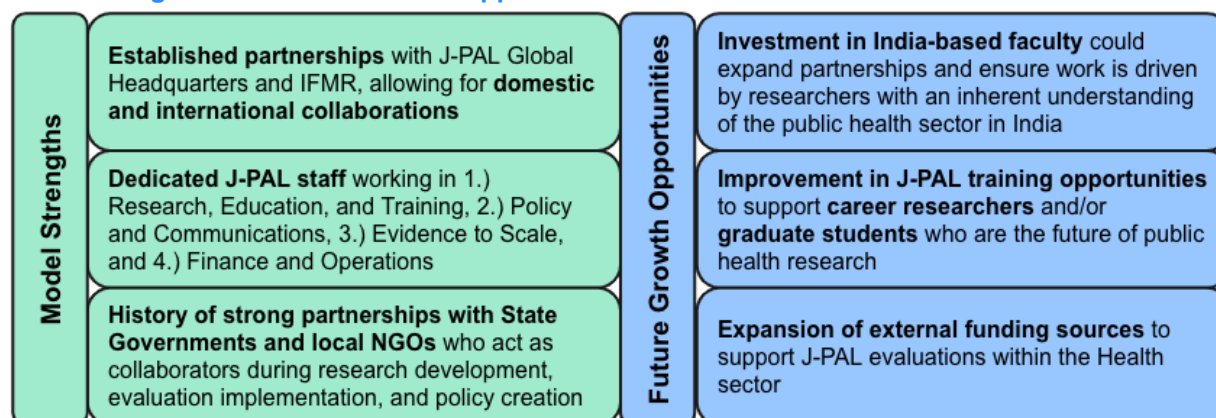 Model Strengths
Established partnerships with J-PAL Global
Headquarters and IFMR, allowing for domestic
and international collaborations
Dedicated J-PAL staff working in 1.)
Research, Education, and Training, 2.) Policy
and Communications, 3.) Evidence to Scale,
and 4.) Finance and Operations
History of strong partnerships with State
Governments and local NGOs who act as
collaborators during research development,
evaluation implementation, and policy creation
Future Growth Opportunities
Investment in India-based faculty could
expand partnerships and ensure work is driven
by researchers with an inherent understanding
of the public health sector in India
Improvement in J-PAL training opportunities
to support career researchers and/or
graduate students who are the future of public
health research
Expansion of external funding sources to
support J-PAL evaluations within the Health
sector